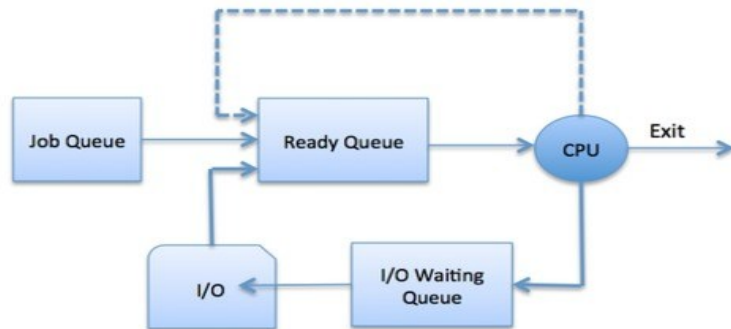 Job Queue
Ready Queue
CPU
Exit
I/O
I/O Waiting
Queue